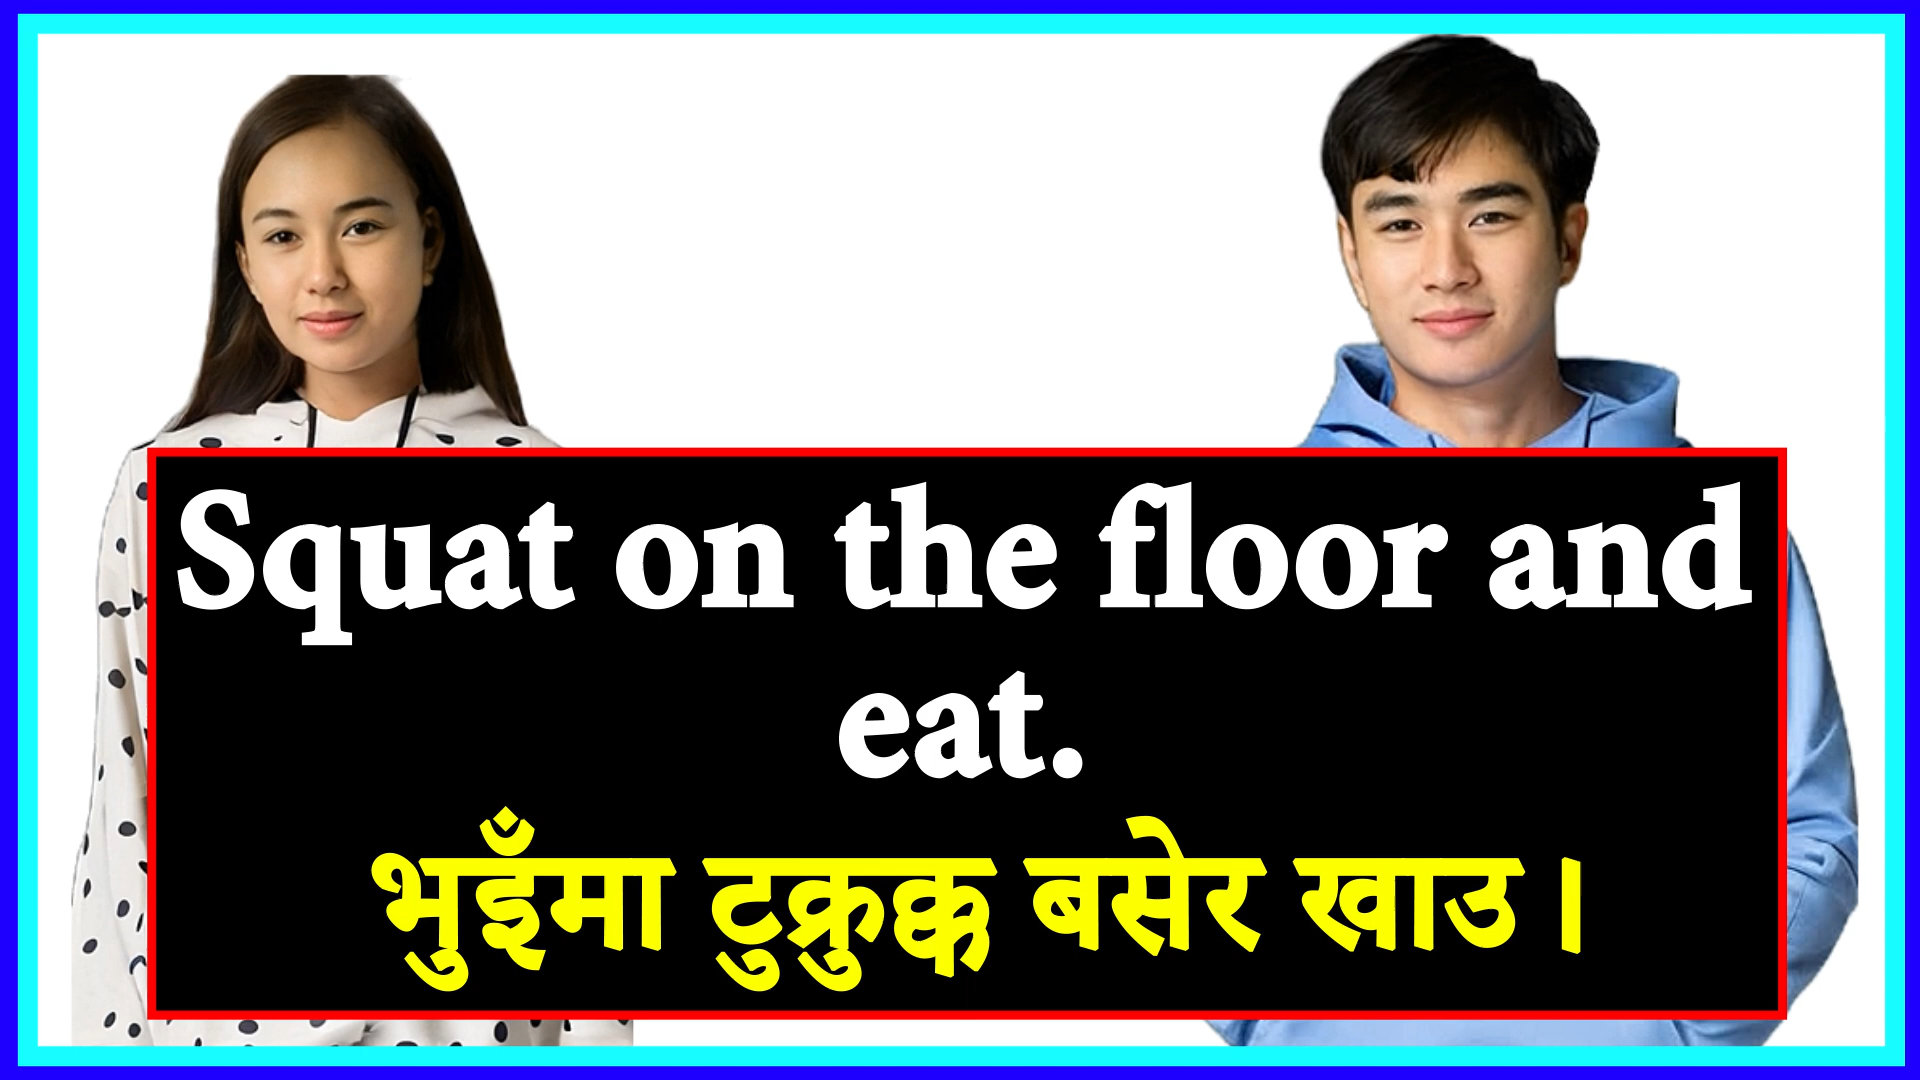 Squat on the floor and
eat.
भुइँमा टुक्रुक्क बसेर खाउ ।